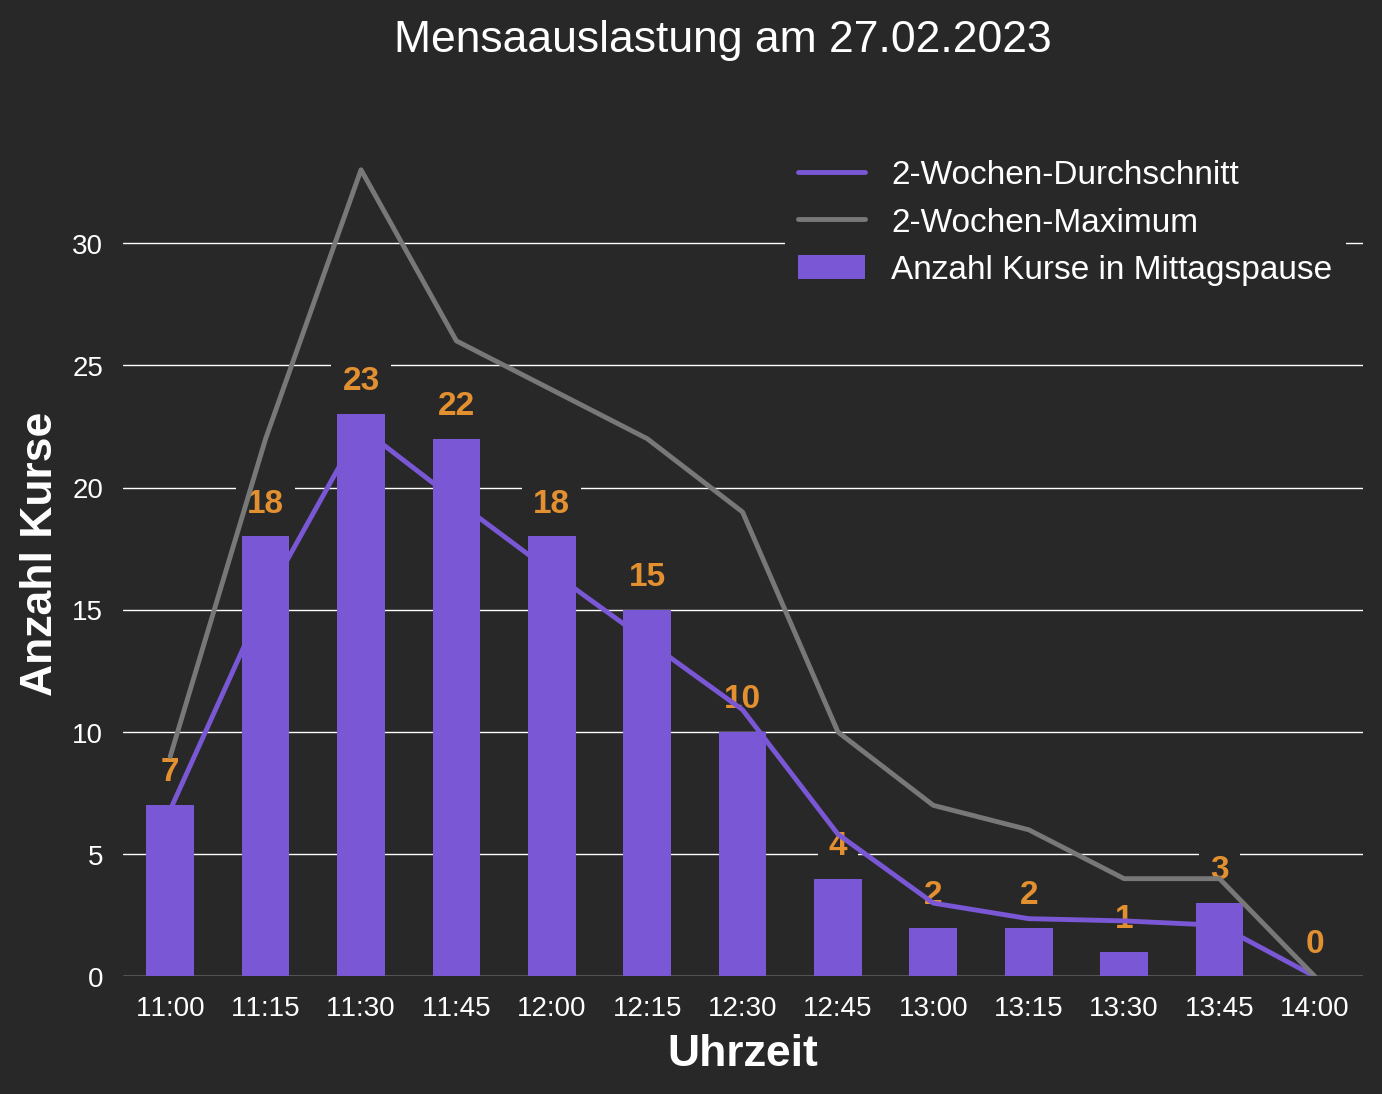 Mensaauslastung am 27.02.2023
2-Wochen-Durchschnitt
2-Wochen-Maximum
Anzahl Kurse in Mittagspause
Anzahl Kurse
30
25
20
15
10
5
0
7
18
23
22
18
15
10
4
2
2
1
3
0
11:00 11:15 11:30 11:45 12:00 12:15 12:30 12:45 13:00 13:15 13:30 13:45 14:00
Uhrzeit